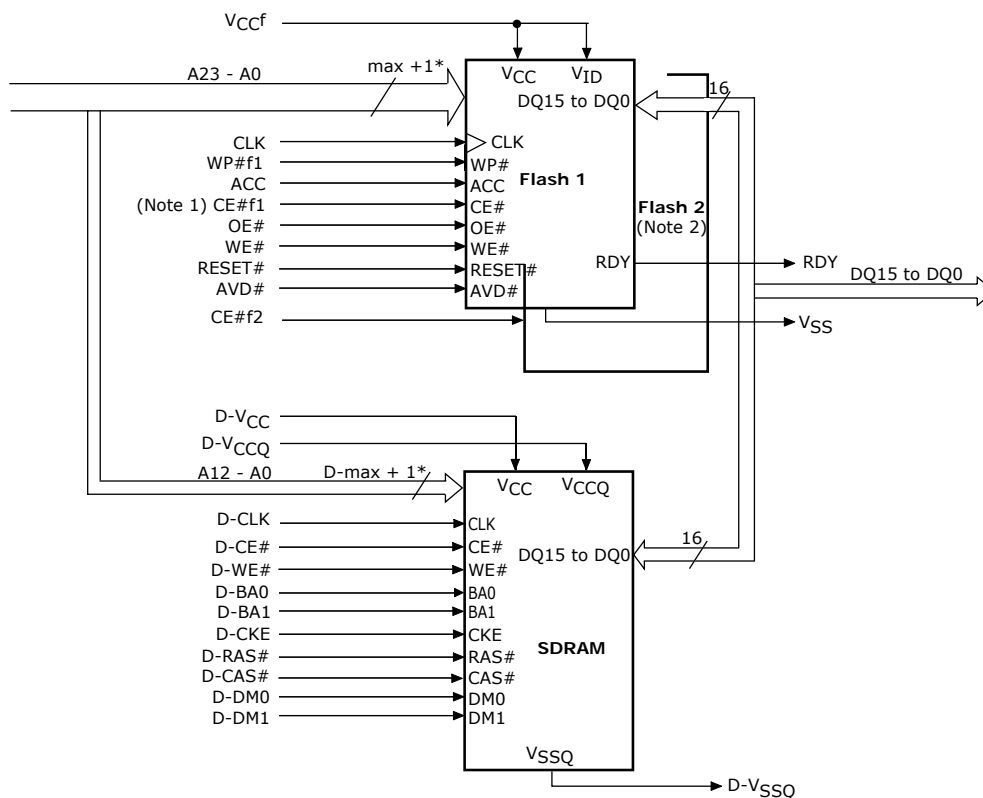 VCCf
A23 - A0
max +1*
VCC
VID
DQ15 to DQ0
16
CLK
CLK
WP#f1
WP#
ACC
ACC
Flash 1
(Note 1) CE#f1
CE#
Flash 2
(Note 2)
OE#
OE#
WE#
WE#
RESET#
RESET#
RDY
RDY
AVD#
AVD#
DQ15 to DQ0
CE#f2
VSS
D-VCC
D-VCCQ
A12 - A0
D-max + 1*
VCC
VCCQ
D-CLK
CLK
D-CE#
CE#
DQ15 to DQ0
16
D-WE#
WE#
D-BA0
BA0
D-BA1
BA1
D-CKE
CKE
SDRAM
D-RAS#
RAS#
D-CAS#
CAS#
D-DM0
DM0
D-DM1
DM1
VSSQ
D-VSSQ